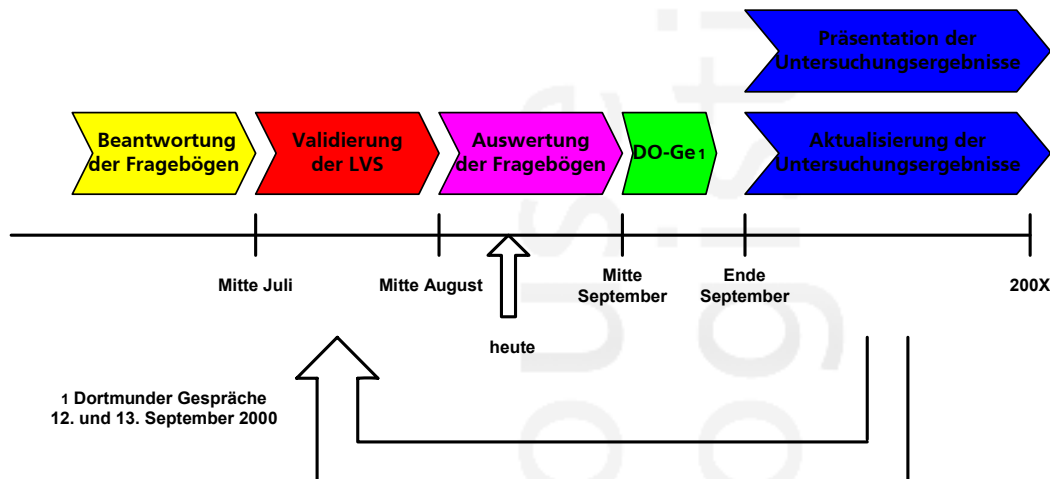 Präsentation der
Untersuchungsergebnisse
Beantwortung
der Fragebögen
Validierung
der LVS
Auswertung
der Fragebögen
DO-Ge1
Aktualisierung der
Untersuchungsergebnisse
Mitte Juli
Mitte August
Mitte
September
Ende
September
200X
heute
1 Dortmunder Gespräche
12. und 13. September 2000